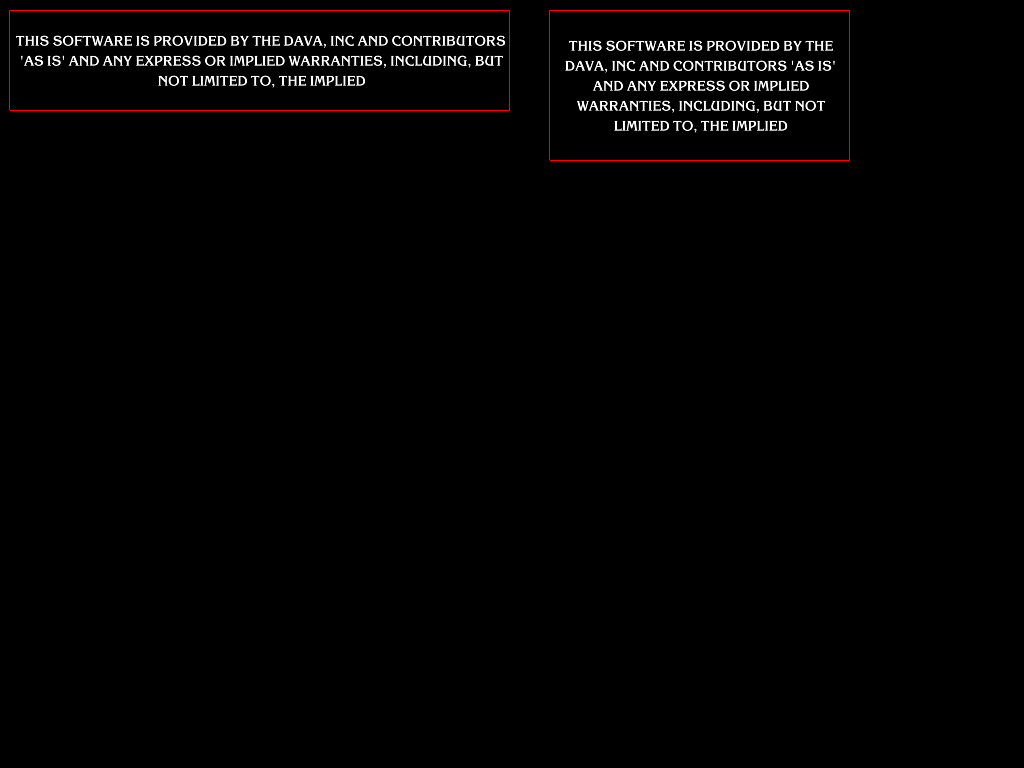 THIS SOFTWARE IS PROVIDED BY THE DAVA, INC AND CONTRIBUTORS
'AS IS' AND ANY EXPRESS OR IMPLIED WARRANTIES, INCLUDING, BUT
NOT LIMITED TO, THE IMPLIED
THIS SOFTWARE IS PROVIDED BY THE
DAVA, INC AND CONTRIBUTORS 'AS IS'
AND ANY EXPRESS OR IMPLIED
WARRANTIES, INCLUDING, BUT NOT
LIMITED TO, THE IMPLIED